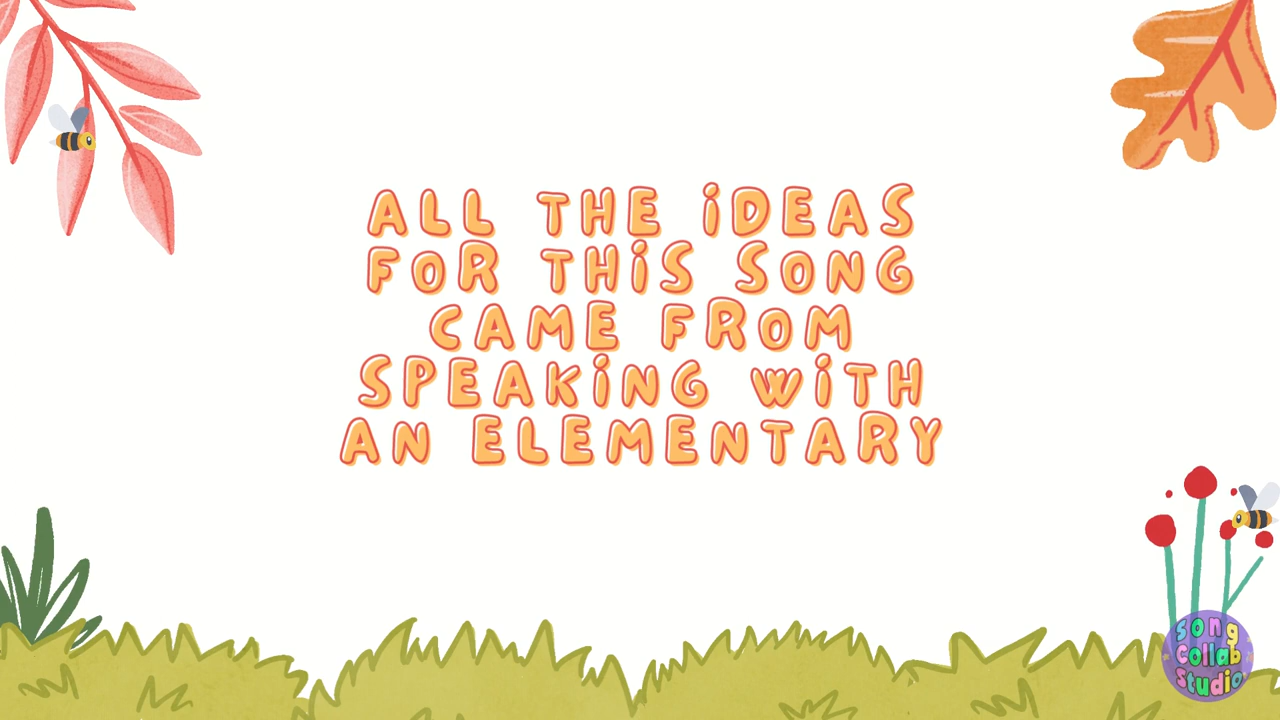 ALL THE iDEAS
FOR THiS SONG
CAME FROM
SPEAKiNG WiTH
AN ELEMENTARY
song
collab
studio